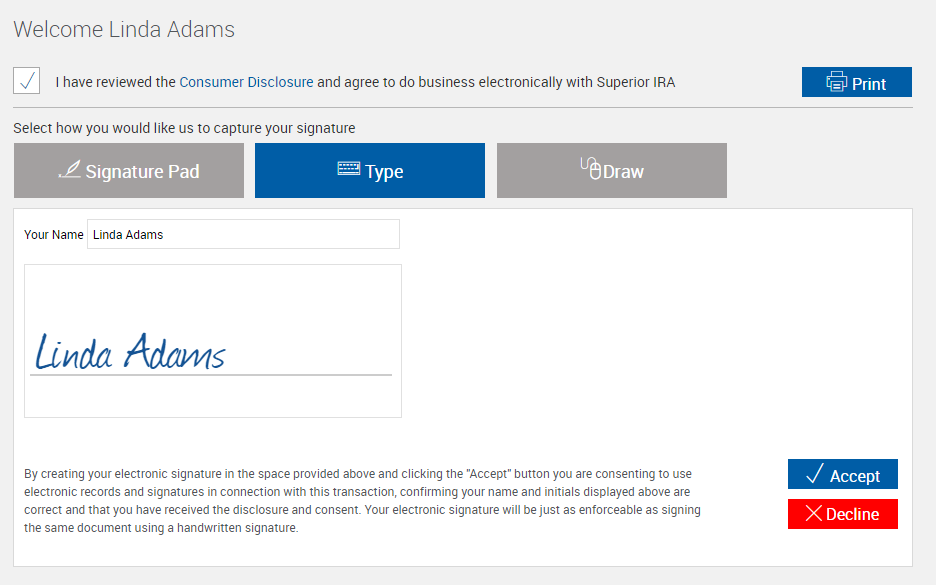 Welcome Linda Adams
I have reviewed the Consumer Disclosure and agree to do business electronically with Superior IRA
Print
Select how you would like us to capture your signature
Signature Pad
Type
Draw
Your Name
Linda Adams
Linda Adams
By creating your electronic signature in the space provided above and clicking the "Accept" button you are consenting to use
electronic records and signatures in connection with this transaction, confirming your name and initials displayed above are
correct and that you have received the disclosure and consent. Your electronic signature will be just as enforceable as signing
the same document using a handwritten signature.
Accept
Decline